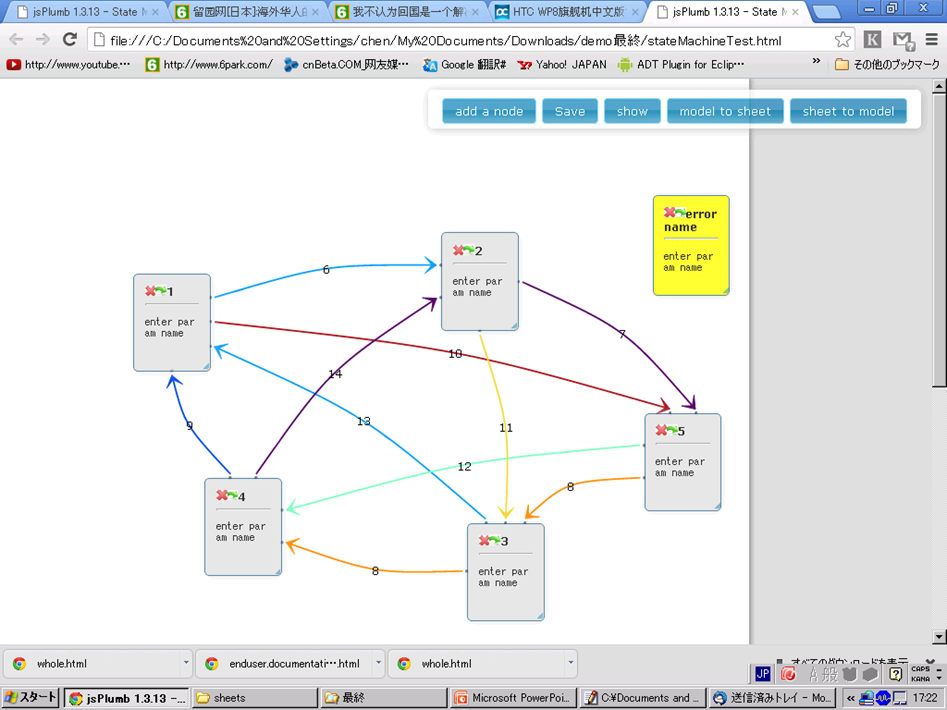 jsPlumb 1.3.13 - State M
留园网[日本]海外华人的
我不认为回国是一个解
HTC WP8旗舰机中文版
jsPlumb 1.3.13 - State M
file:///C:/Documents%20and%20Settings/chen/My%20Documents/Downloads/demo最終/stateMachineTest.html
http://www.youtube.…
http://www.6park.com/
cnBeta.COM_网友媒…
Google 翻訳#
Yahoo! JAPAN
ADT Plugin for Eclip…
»
その他のブックマーク
add a node
Save
show
model to sheet
sheet to model
error
name
enter par
am name
2
enter par
am name
1
enter par
am name
6
7
10
14
13
11
9
12
8
5
enter par
am name
4
enter par
am name
3
enter par
am name
8
whole.html
enduser.documentati…html
whole.html
すべてのダウンロードを表示
JP
A 般
CAPS
KANA
スタート
jsPlumb 1.3.13 -...
sheets
最終
Microsoft PowerPoi...
C:¥Documents and ...
送信済みトレイ - Mo...
«
17:22